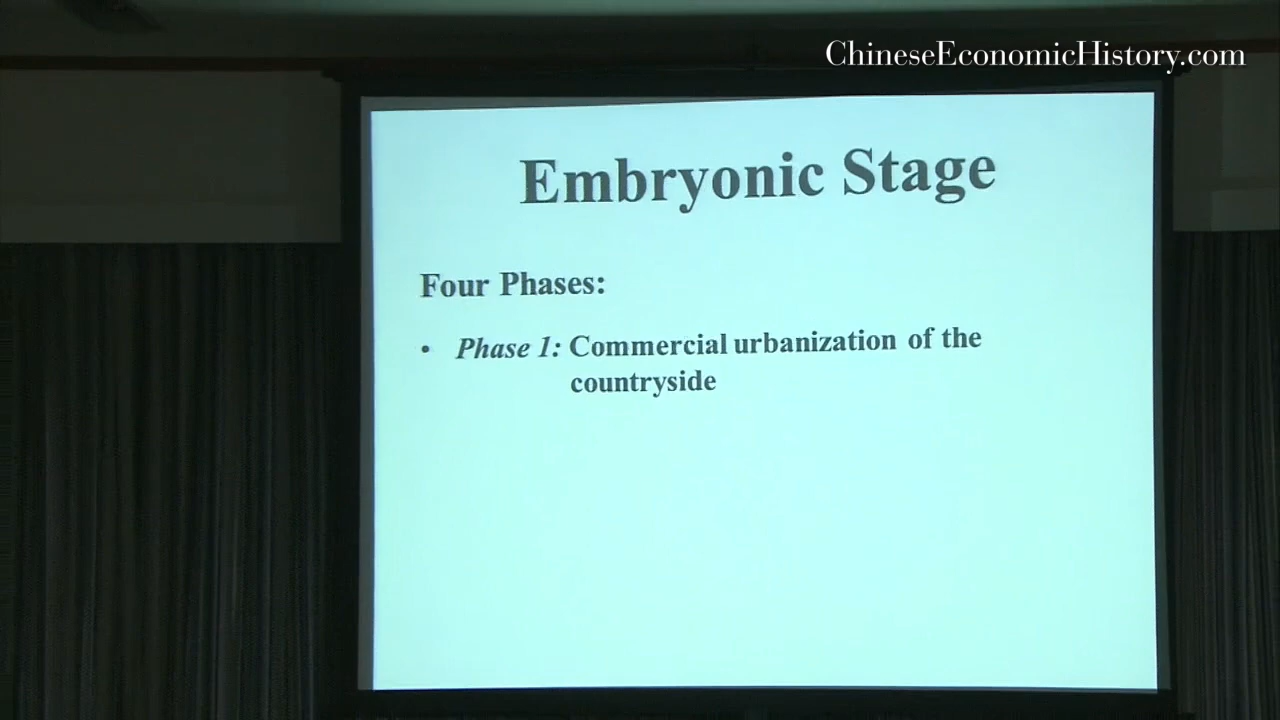 ChineseEconomicHistory.com
Embryonic Stage
Four Phases:
• Phase 1: Commercial urbanization of the
countryside